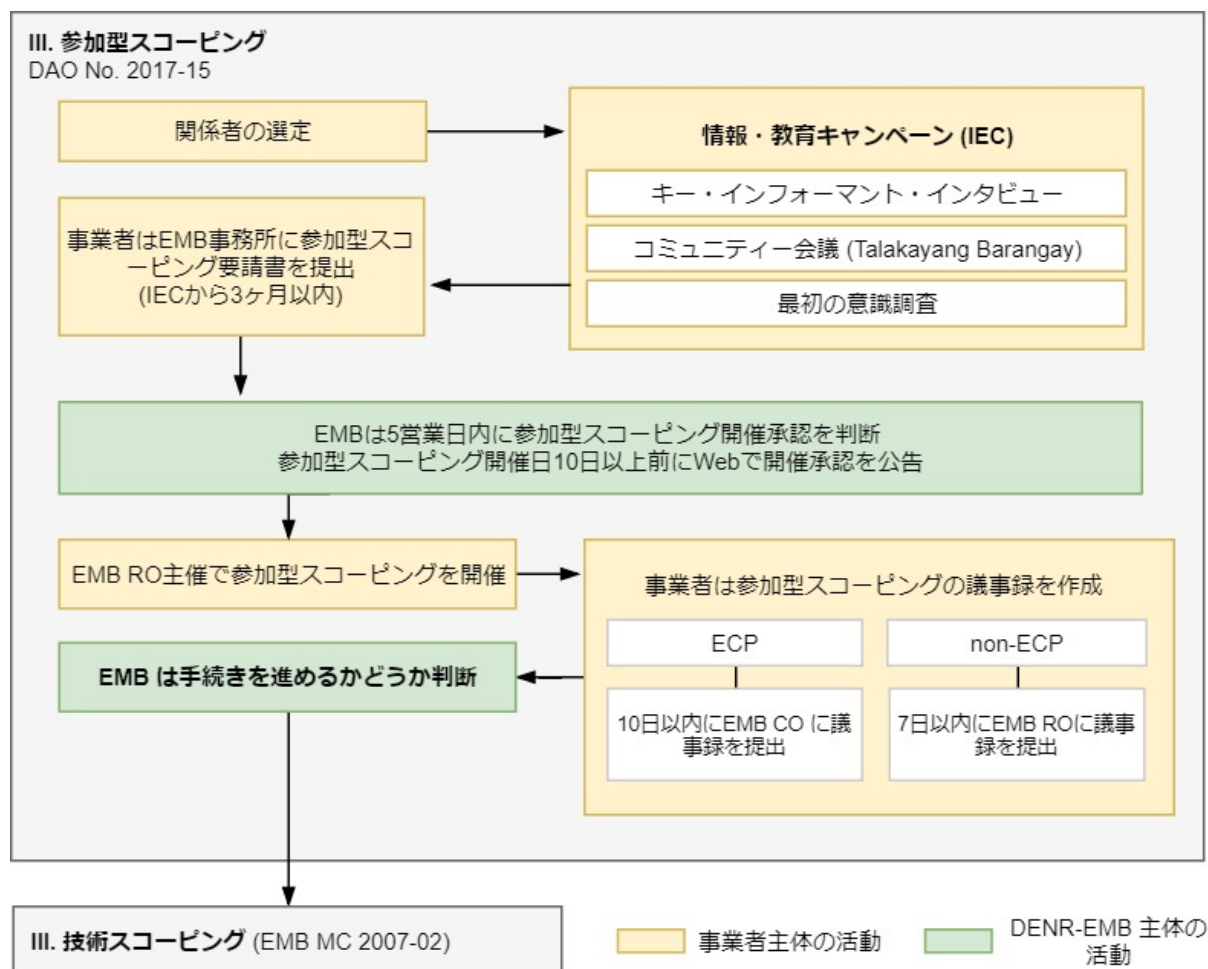 III. 参加型スコーピング
DAO No. 2017-15
関係者の選定
情報・教育キャンペーン (IEC)
キー・インフォーマント・インタビュー
コミュニティー会議 (Talakayang Barangay)
最初の意識調査
事業者はEMB事務所に参加型スコ
ーピング要請書を提出
(IECから3ヶ月以内)
EMBは5営業日内に参加型スコーピング開催承認を判断
参加型スコーピング開催日10日以上前にWebで開催承認を公告
EMB RO主催で参加型スコーピングを開催
事業者は参加型スコーピングの議事録を作成
ECP
non-ECP
10日以内にEMB CO に議
事録を提出
7日以内にEMB ROに議事
録を提出
EMB は手続きを進めるかどうか判断
III. 技術スコーピング (EMB MC 2007-02)
事業者主体の活動
DENR-EMB 主体の
活動